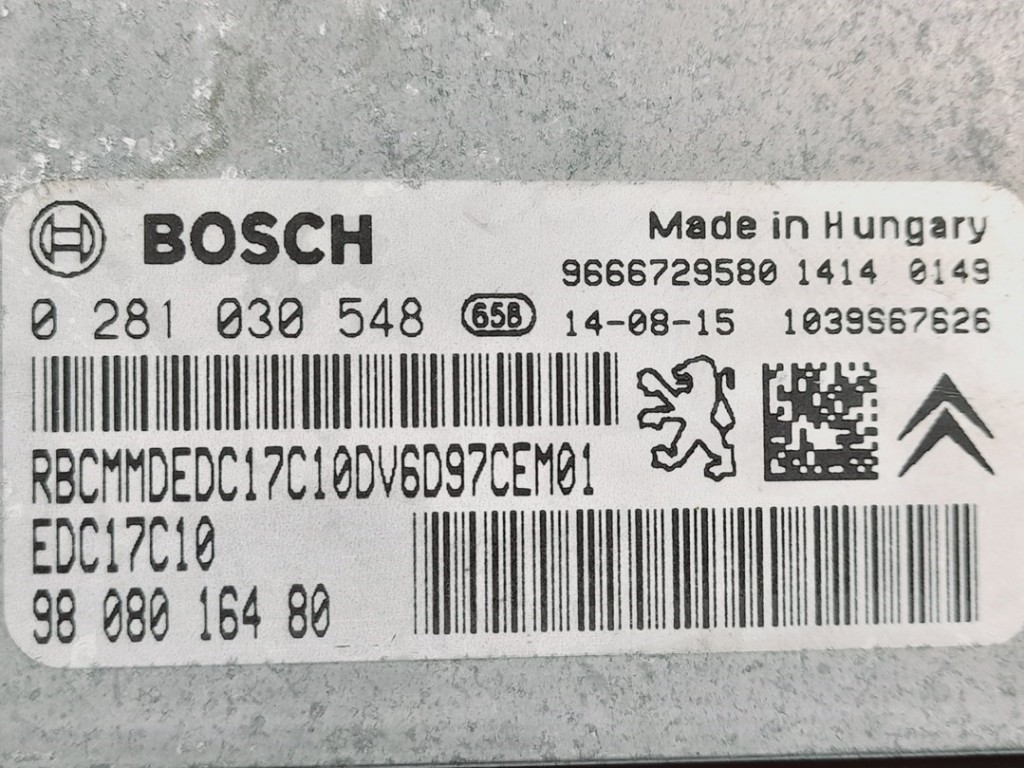 BOSCH
Made in Hungary
9666729580 1414 0149
0 281 030 548 658 14-08-15 1039S67626
RBCMMDEDC17C10DV6D97CEM01
EDC17C10
98 080 164 80